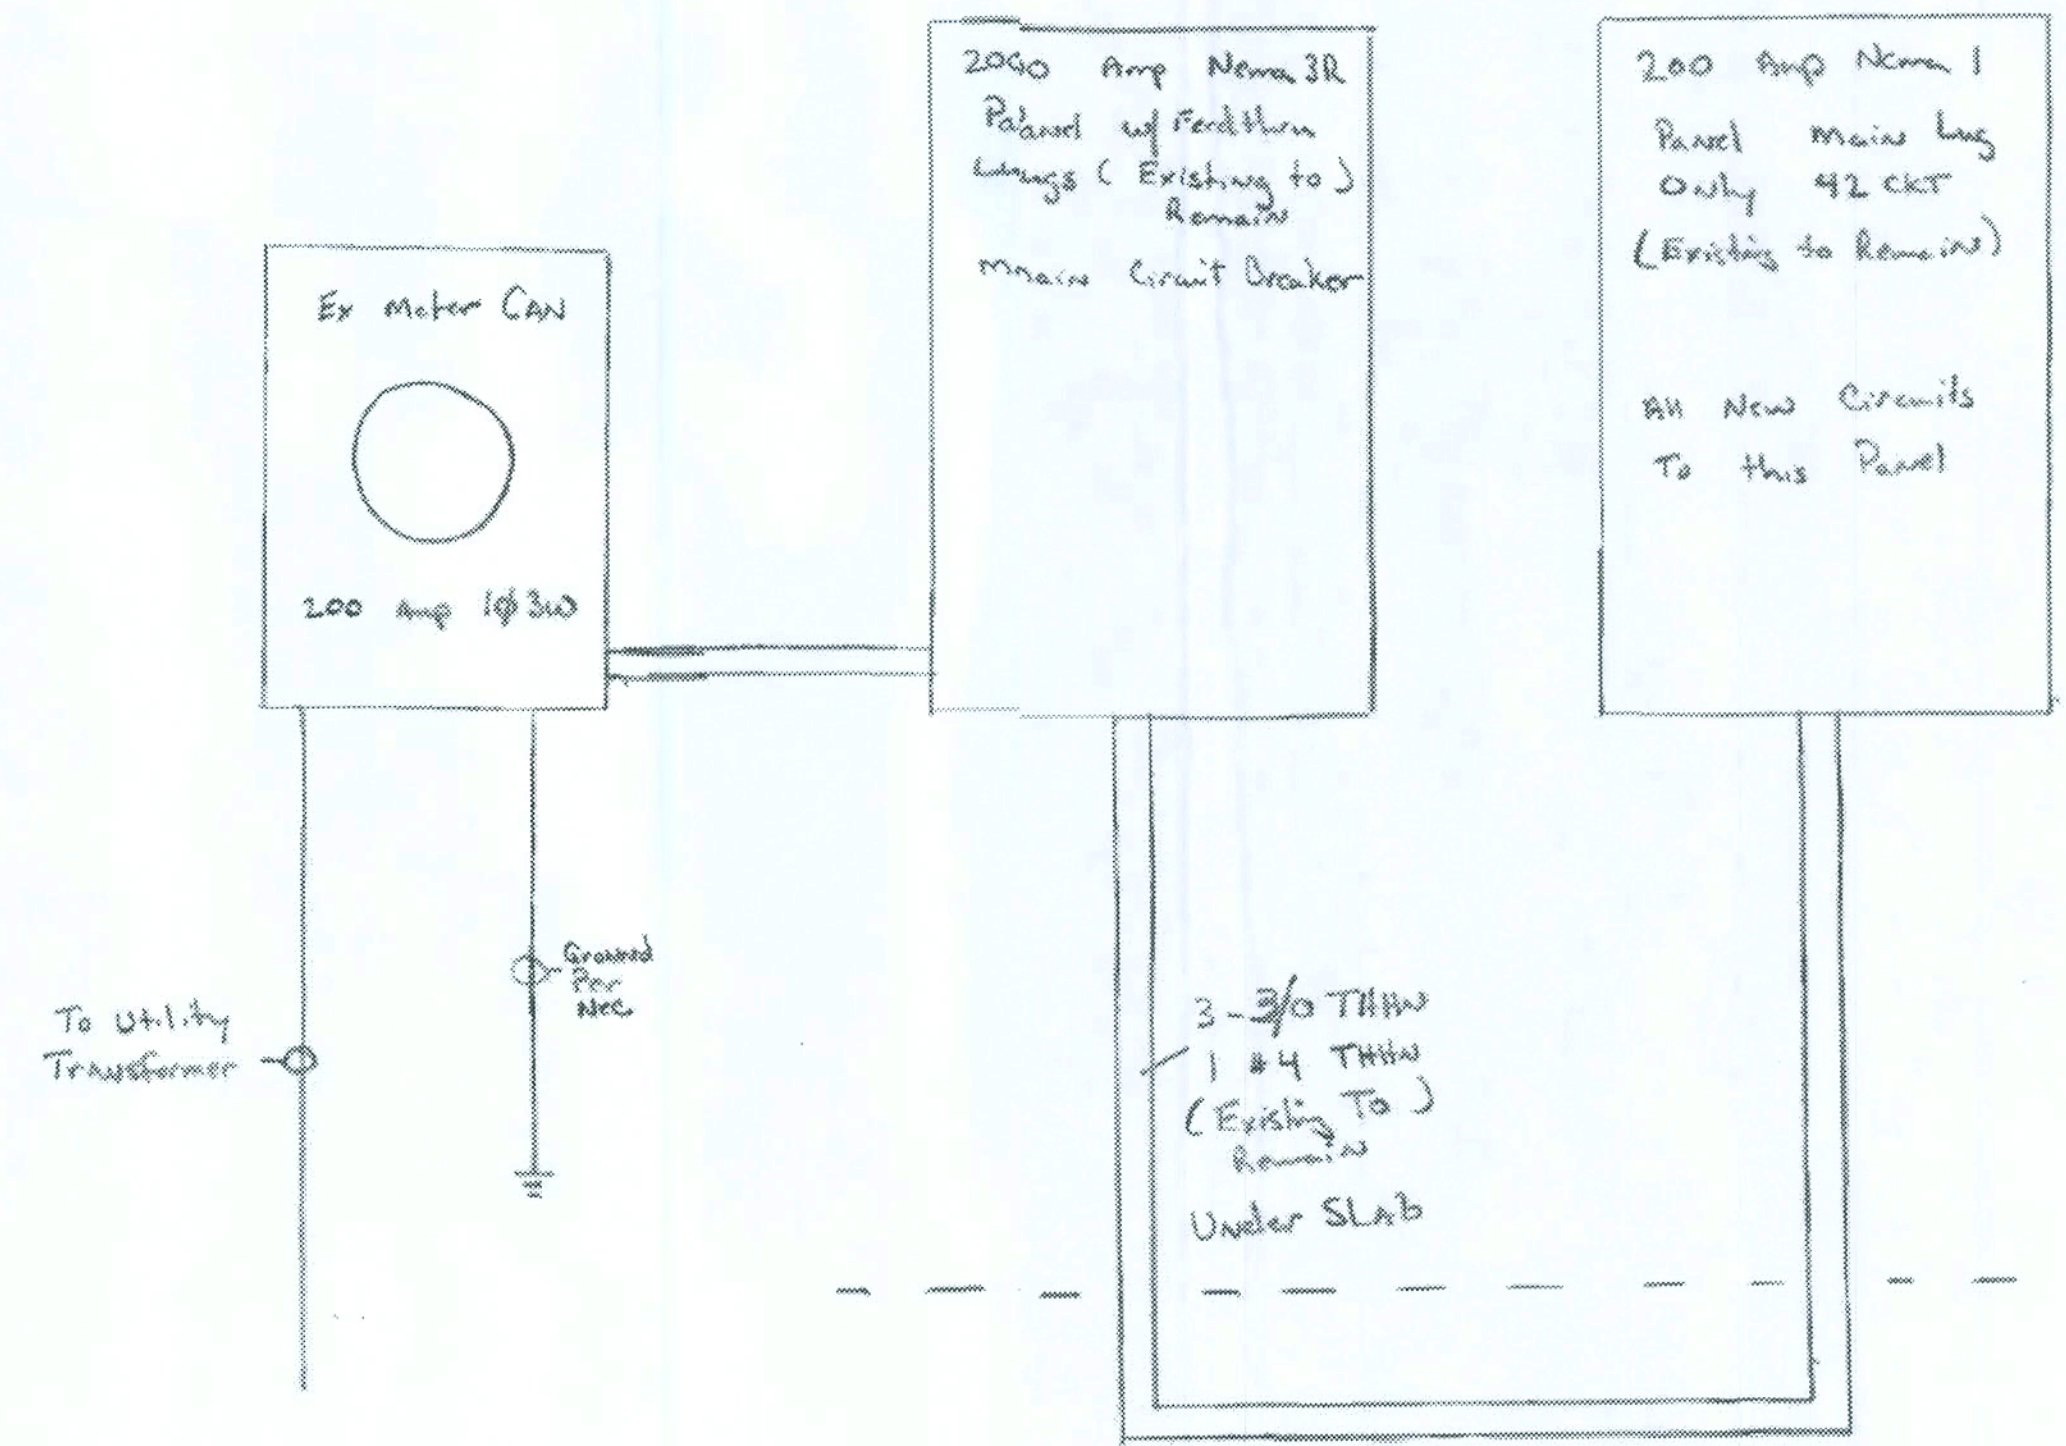 Ex Meter CAN
200 Amp 1ϕ 3W
To Utility
Transformer
Ground
Per
NEC
2000 Amp Nema 3R
Panel w/ Feedthru
Lugs (Existing to)
Remain
Main Circuit Breaker
3-3/0 THHN
1 #4 THHN
(Existing To)
Remain
Under SLAb
200 Amp Nema 1
Panel Main Lug
Only 42 CKT
(Existing to Remain)
All New Circuits
To this Panel